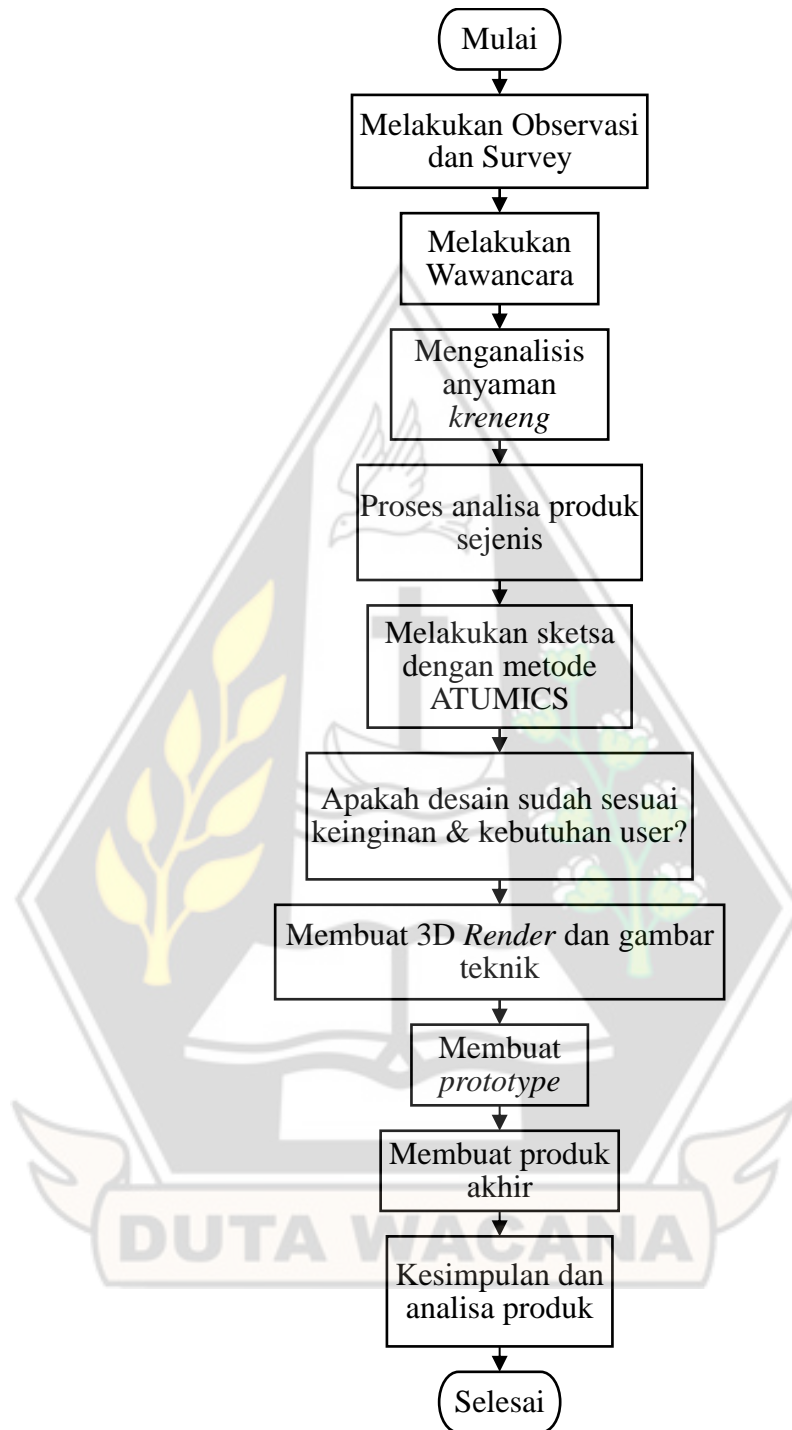 Mulai
Melakukan Observasi
dan Survey
Melakukan
Wawancara
Menganalisis
anyaman
kreneng
Proses analisa produk
sejenis
Melakukan sketsa
dengan metode
ATUMICS
Apakah desain sudah sesuai
keinginan & kebutuhan user?
Membuat 3D Render dan gambar
teknik
Membuat
prototype
Membuat produk
akhir
DUTA WACANA
Kesimpulan dan
analisa produk
Selesai